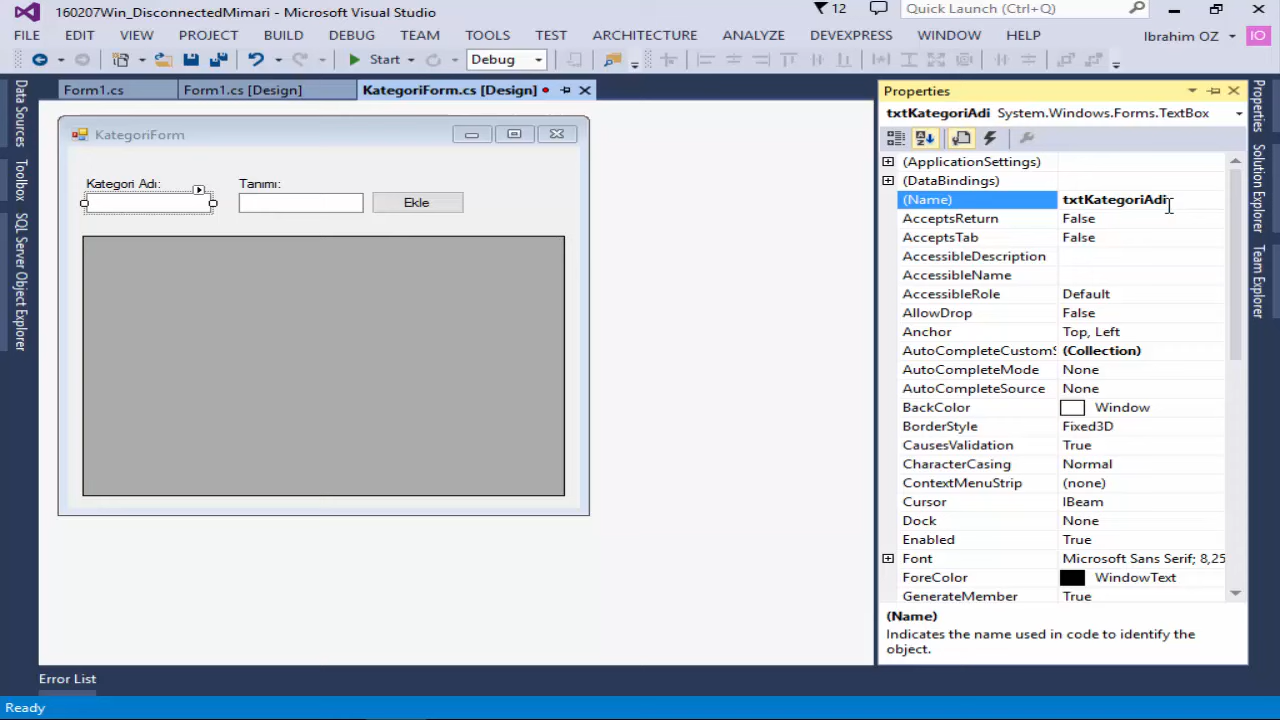 160207Win_DisconnectedMimari - Microsoft Visual Studio
12
Quick Launch (Ctrl+Q)
FILE EDIT VIEW PROJECT BUILD DEBUG TEAM TOOLS TEST ARCHITECTURE ANALYZE DEVEXPRESS WINDOW HELP
Ibrahim OZ
IO
Start
Debug
Data Sources
Toolbox
SQL Server Object Explorer
Form1.cs
Form1.cs [Design]
KategoriForm.cs [Design]
KategoriForm
Kategori Adı:
Tanımı:
Ekle
Properties
txtKategoriAdi System.Windows.Forms.TextBox
(ApplicationSettings)
(DataBindings)
(Name) txtKategoriAdi
AcceptsReturn False
AcceptsTab False
AccessibleDescription
AccessibleName
AccessibleRole Default
AllowDrop False
Anchor Top, Left
AutoCompleteCustomS (Collection)
AutoCompleteMode None
AutoCompleteSource None
BackColor Window
BorderStyle Fixed3D
CausesValidation True
CharacterCasing Normal
ContextMenuStrip (none)
Cursor IBeam
Dock None
Enabled True
Font Microsoft Sans Serif; 8,25
ForeColor WindowText
GenerateMember True
(Name)
Indicates the name used in code to identify the
object.
Properties
Solution Explorer
Team Explorer
Error List
Ready